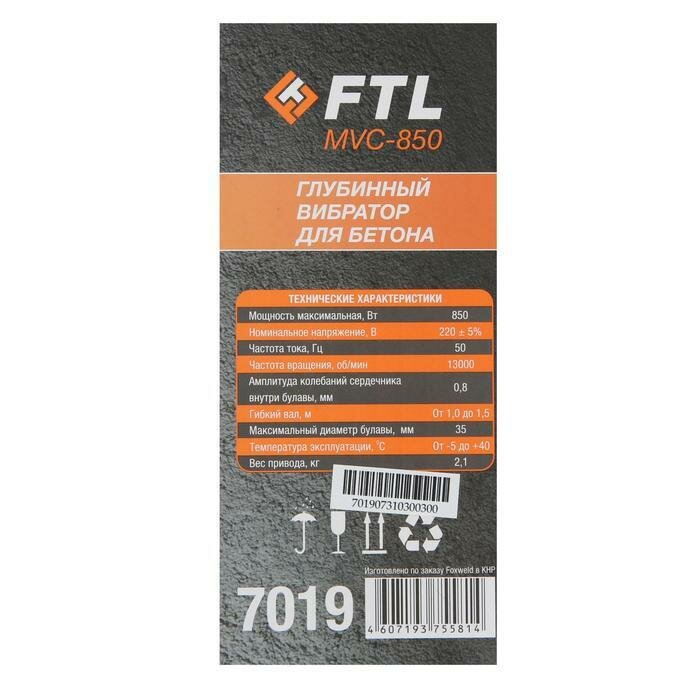 FTL
MVC-850
ГЛУБИННЫЙ
ВИБРАТОР
ДЛЯ БЕТОНА
ТЕХНИЧЕСКИЕ ХАРАКТЕРИСТИКИ
Мощность максимальная, Вт 850
Номинальное напряжение, В 220 ± 5%
Частота тока, Гц 50
Частота вращения, об/мин 13000
Амплитуда колебаний сердечника
внутри булавы, мм 0,8
Гибкий вал, м От 1,0 до 1,5
Максимальный диаметр булавы, мм 35
Температура эксплуатации, °С От -5 до +40
Вес привода, кг 2,1
701907310300300
Изготовлено по заказу Foxweld в КНР
7019
4 607193 755814